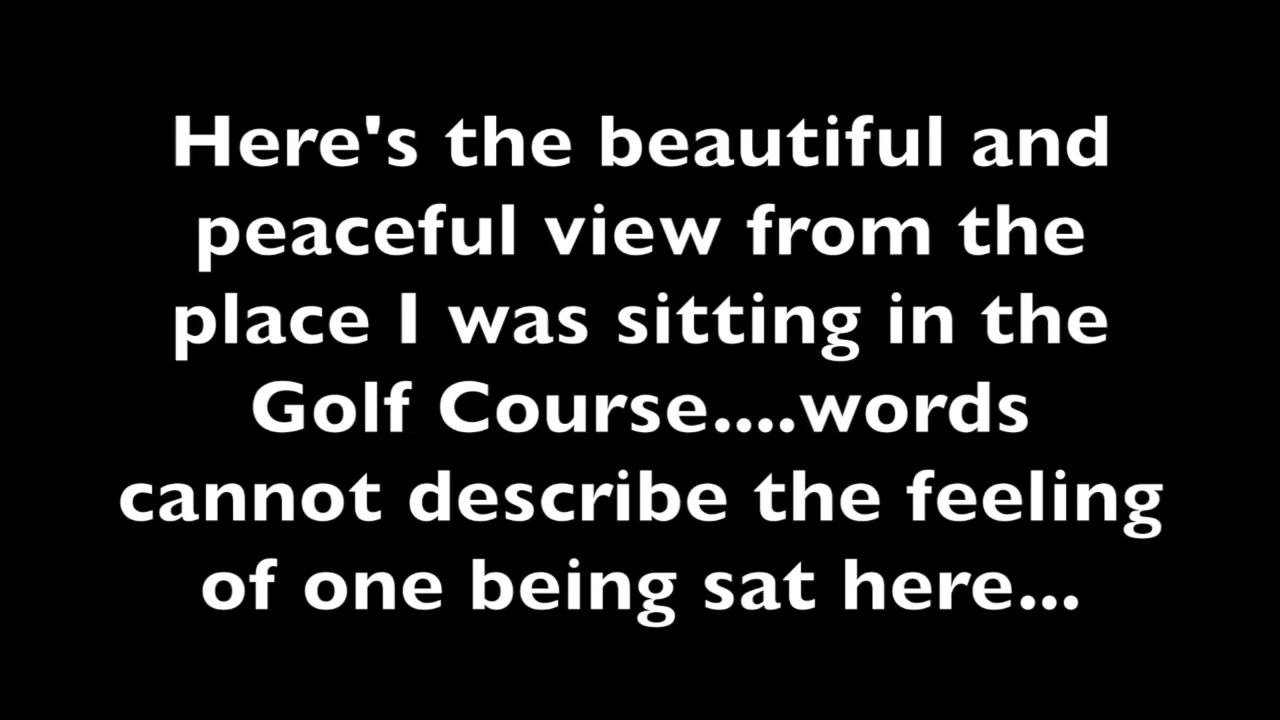 Here's the beautiful and
peaceful view from the
place I was sitting in the
Golf Course....words
cannot describe the feeling
of one being sat here...